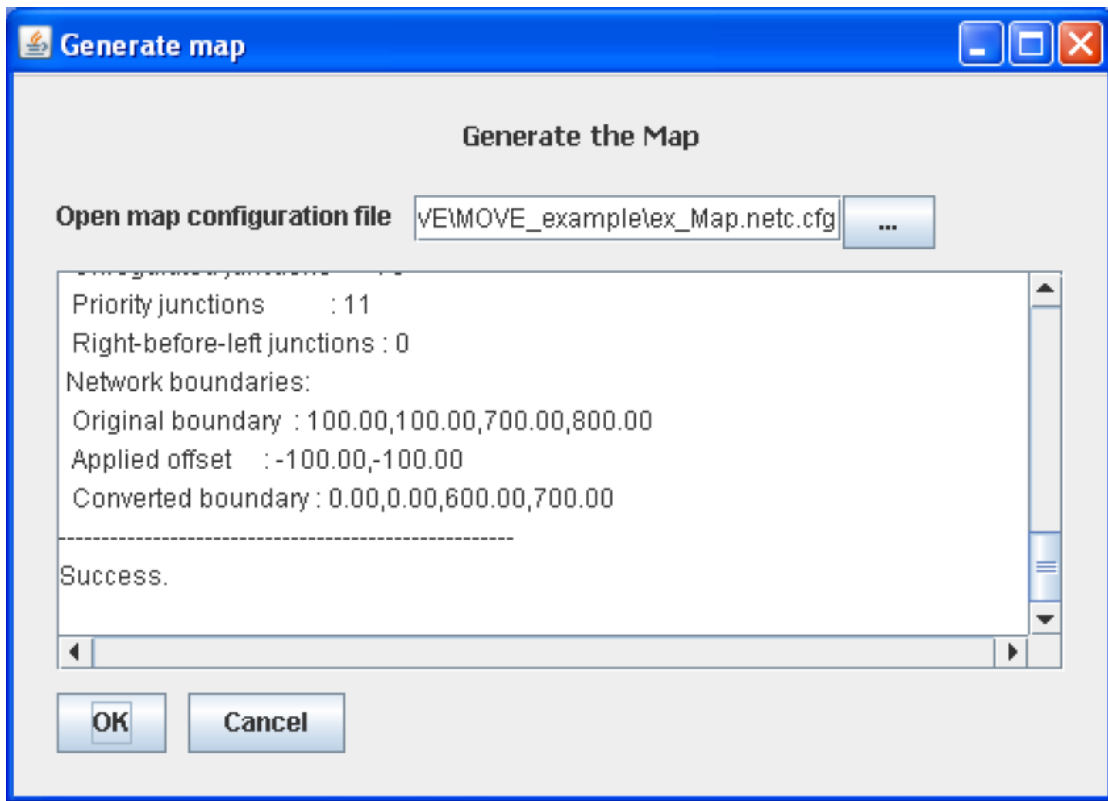 Generate map
Generate the Map
Open map configuration file VE\MOVE_example\ex_Map.netc.cfg ...
Priority junctions : 11
Right-before-left junctions : 0
Network boundaries:
Original boundary : 100.00,100.00,700.00,800.00
Applied offset : -100.00,-100.00
Converted boundary : 0.00,0.00,600.00,700.00
-----------------------------------------------------
Success.
OK Cancel